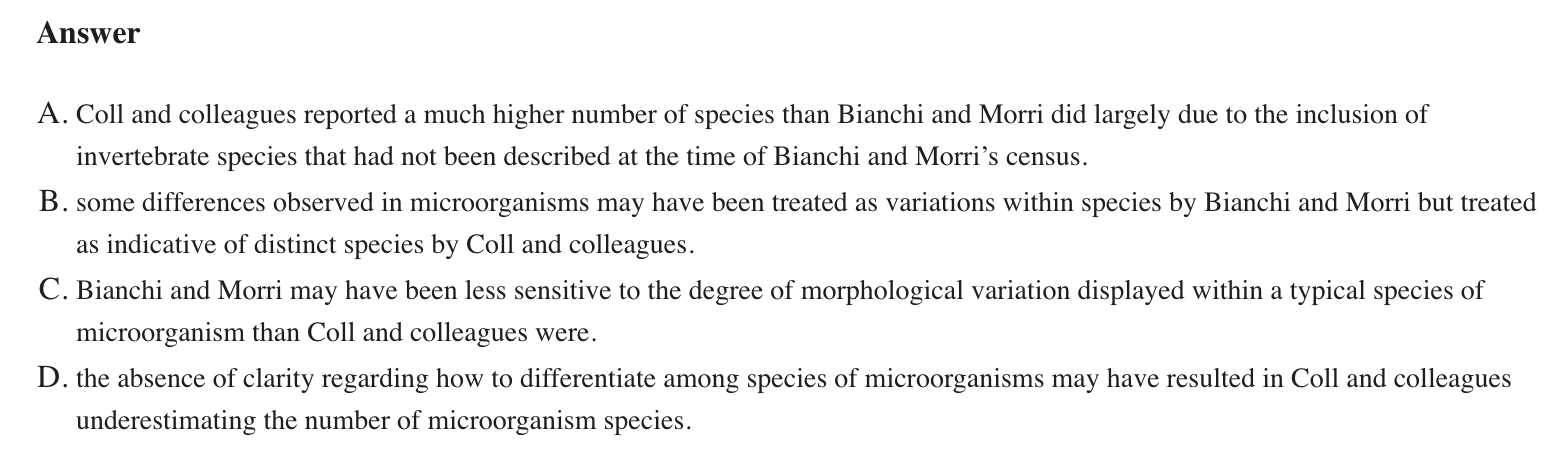 Answer
A. Coll and colleagues reported a much higher number of species than Bianchi and Morri did largely due to the inclusion of
invertebrate species that had not been described at the time of Bianchi and Morri’s census.
B. some differences observed in microorganisms may have been treated as variations within species by Bianchi and Morri but treated
as indicative of distinct species by Coll and colleagues.
C. Bianchi and Morri may have been less sensitive to the degree of morphological variation displayed within a typical species of
microorganism than Coll and colleagues were.
D. the absence of clarity regarding how to differentiate among species of microorganisms may have resulted in Coll and colleagues
underestimating the number of microorganism species.